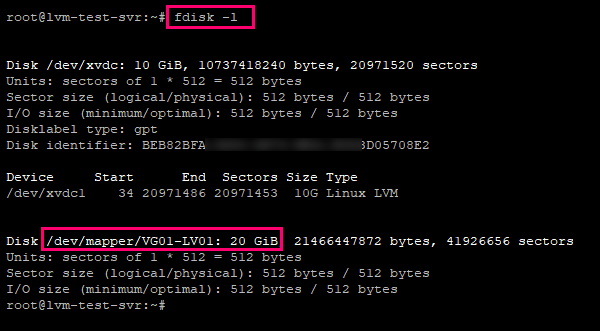 root@lvm-test-svr:~# fdisk -l
Disk /dev/xvdc: 10 GiB, 10737418240 bytes, 20971520 sectors
Units: sectors of 1 * 512 = 512 bytes
Sector size (logical/physical): 512 bytes / 512 bytes
I/O size (minimum/optimal): 512 bytes / 512 bytes
Disklabel type: gpt
Disk identifier: BEB82BFA D05708E2
Device Start End Sectors Size Type
/dev/xvdc1 34 20971486 20971453 10G Linux LVM
Disk /dev/mapper/VG01-LV01: 20 GiB 21466447872 bytes, 41926656 sectors
Units: sectors of 1 * 512 = 512 bytes
Sector size (logical/physical): 512 bytes / 512 bytes
I/O size (minimum/optimal): 512 bytes / 512 bytes
root@lvm-test-svr:~#